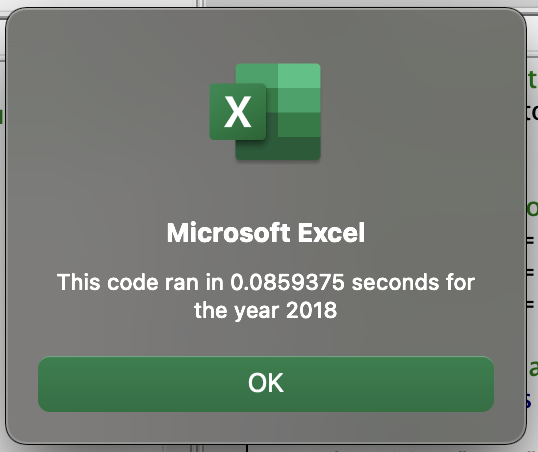 X
Microsoft Excel
This code ran in 0.0859375 seconds for
the year 2018
OK